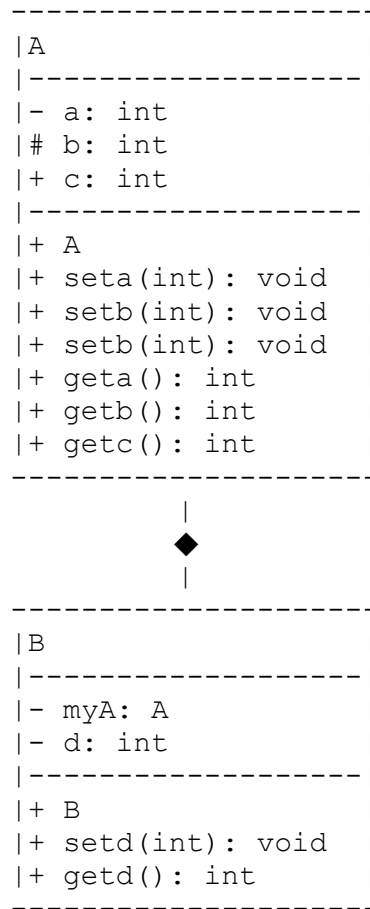 A
- a: int
# b: int
+ c: int
+ A
+ seta(int): void
+ setb(int): void
+ setb(int): void
+ geta(): int
+ getb(): int
+ getc(): int
B
- myA: A
- d: int
+ B
+ setd(int): void
+ getd(): int